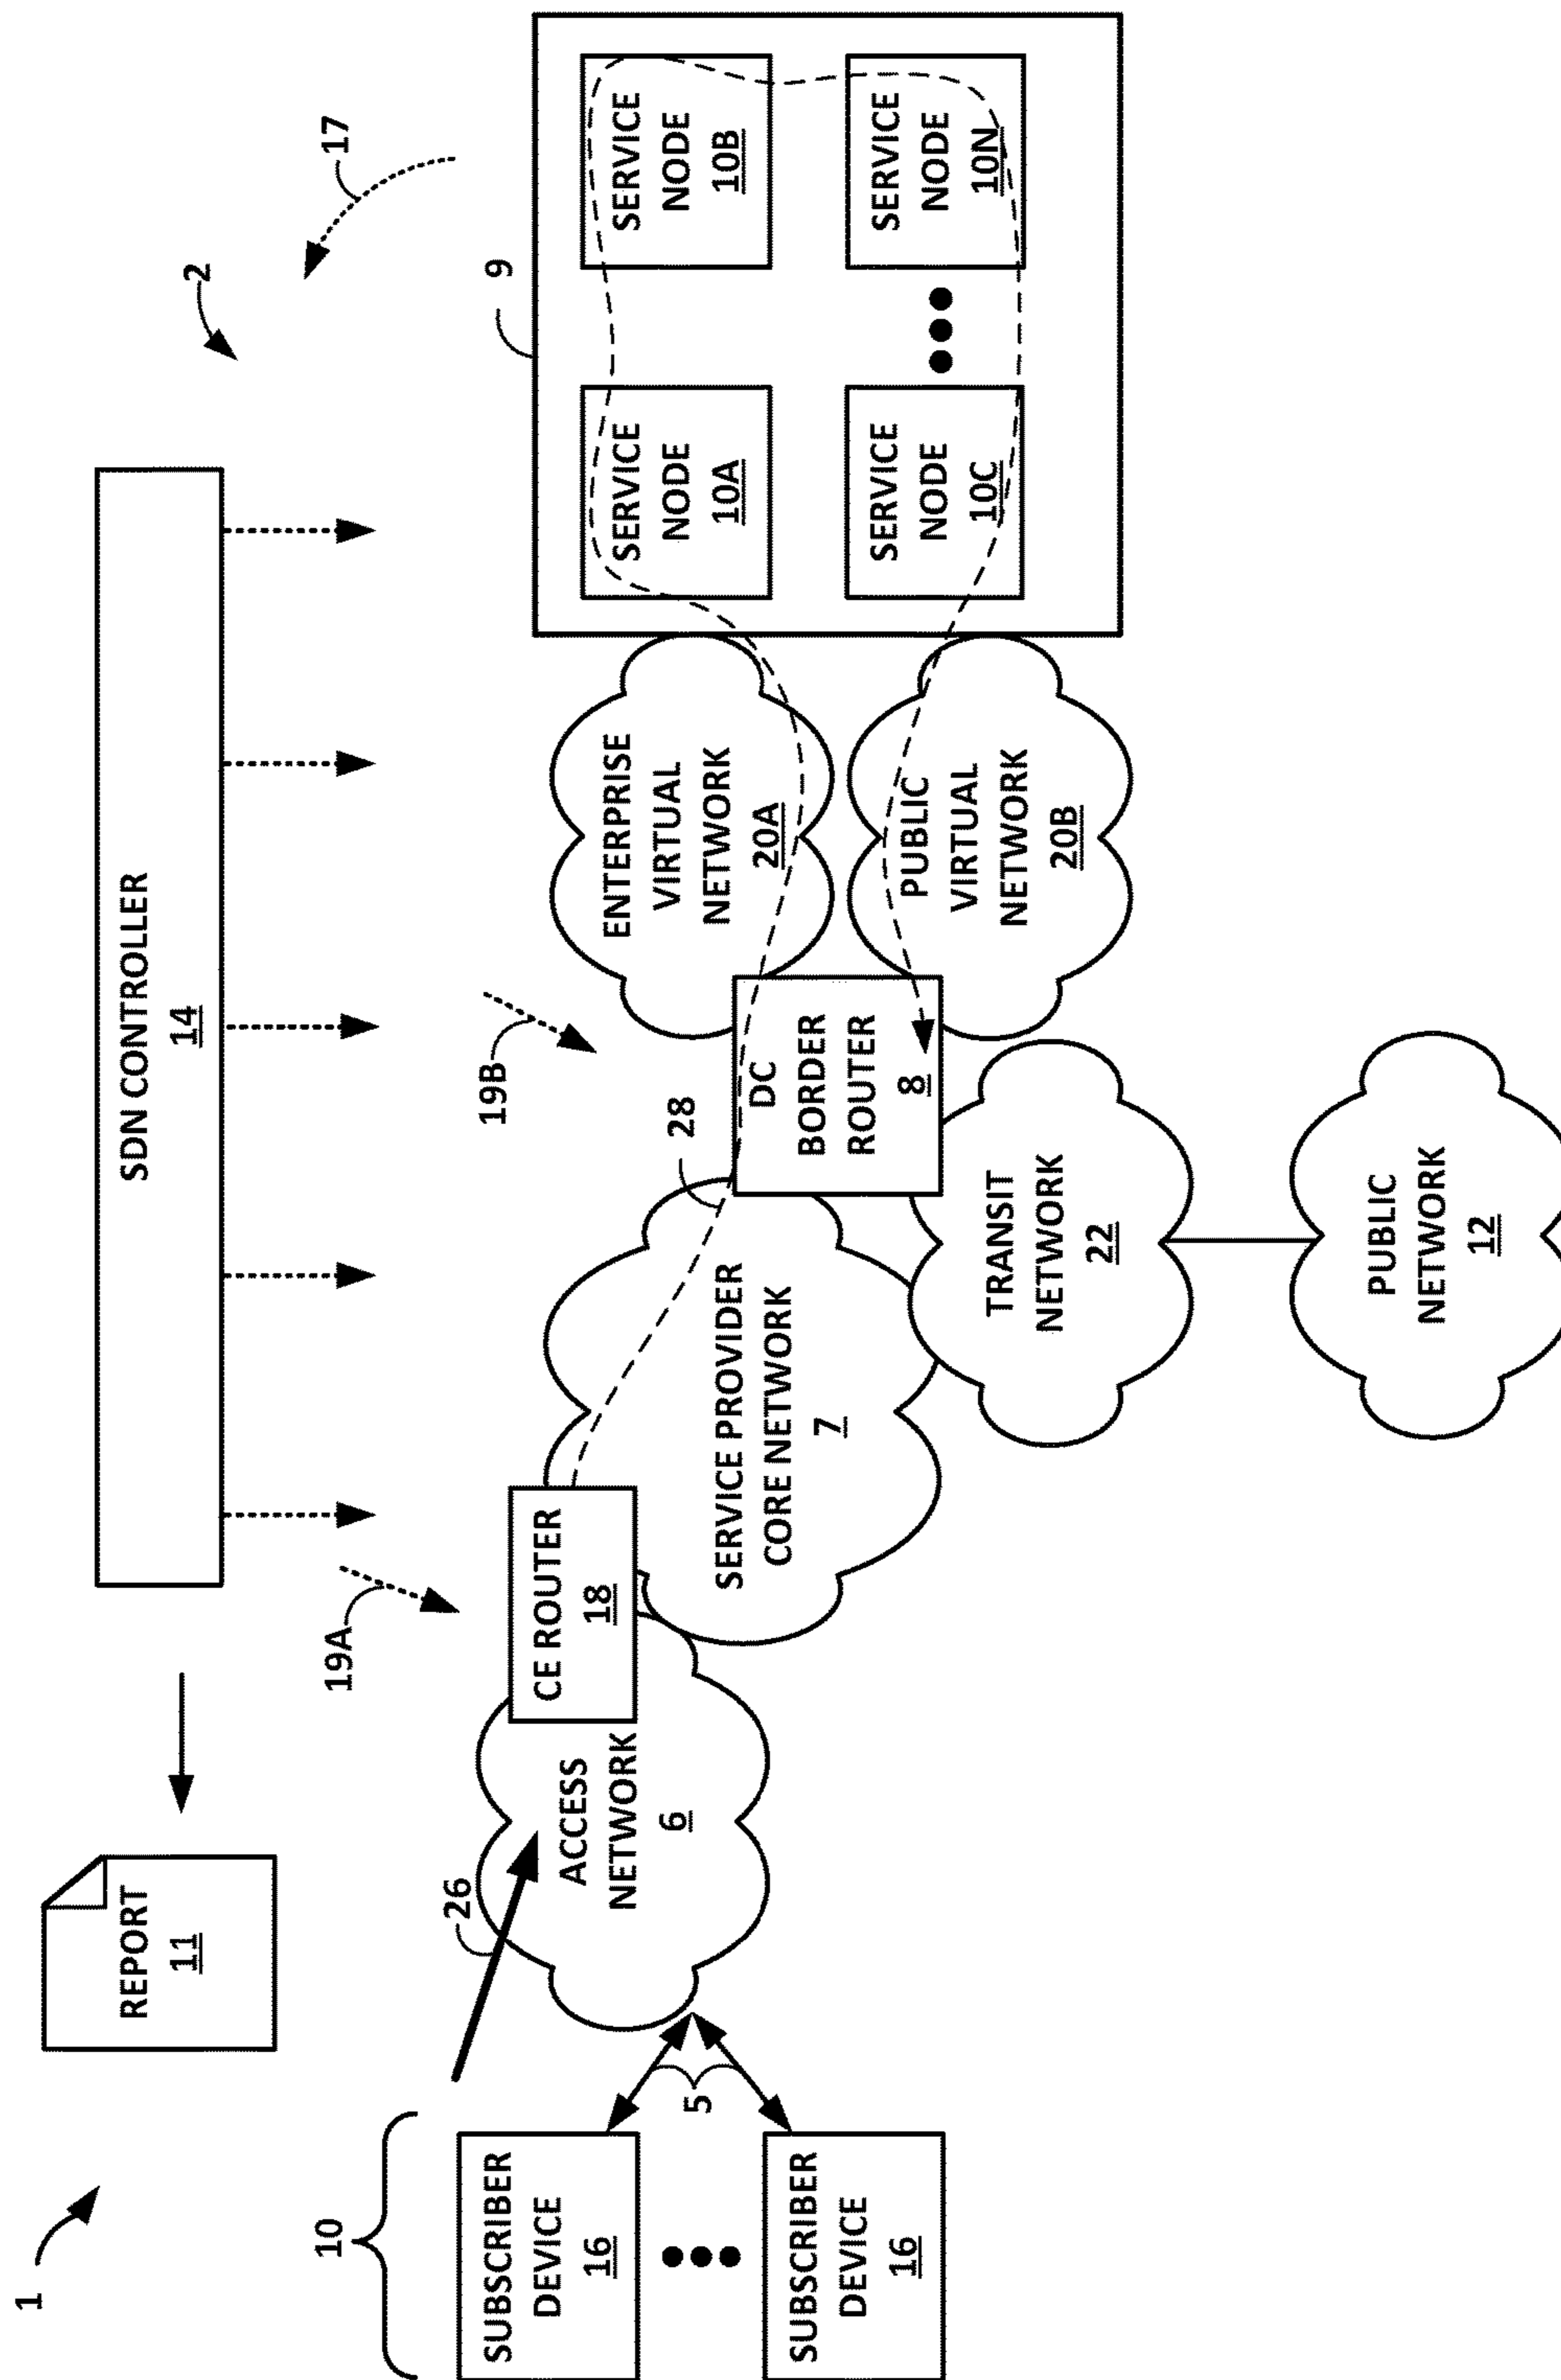 1
REPORT
11
SDN CONTROLLER
14
2
17
19A
19B
9
10
26
28
SUBSCRIBER
DEVICE
16
SUBSCRIBER
DEVICE
16
5
ACCESS
NETWORK
6
CE ROUTER
18
SERVICE PROVIDER
CORE NETWORK
7
DC
BORDER
ROUTER
8
ENTERPRISE
VIRTUAL
NETWORK
20A
PUBLIC
VIRTUAL
NETWORK
20B
SERVICE
NODE
10A
SERVICE
NODE
10B
SERVICE
NODE
10C
SERVICE
NODE
10N
TRANSIT
NETWORK
22
PUBLIC
NETWORK
12